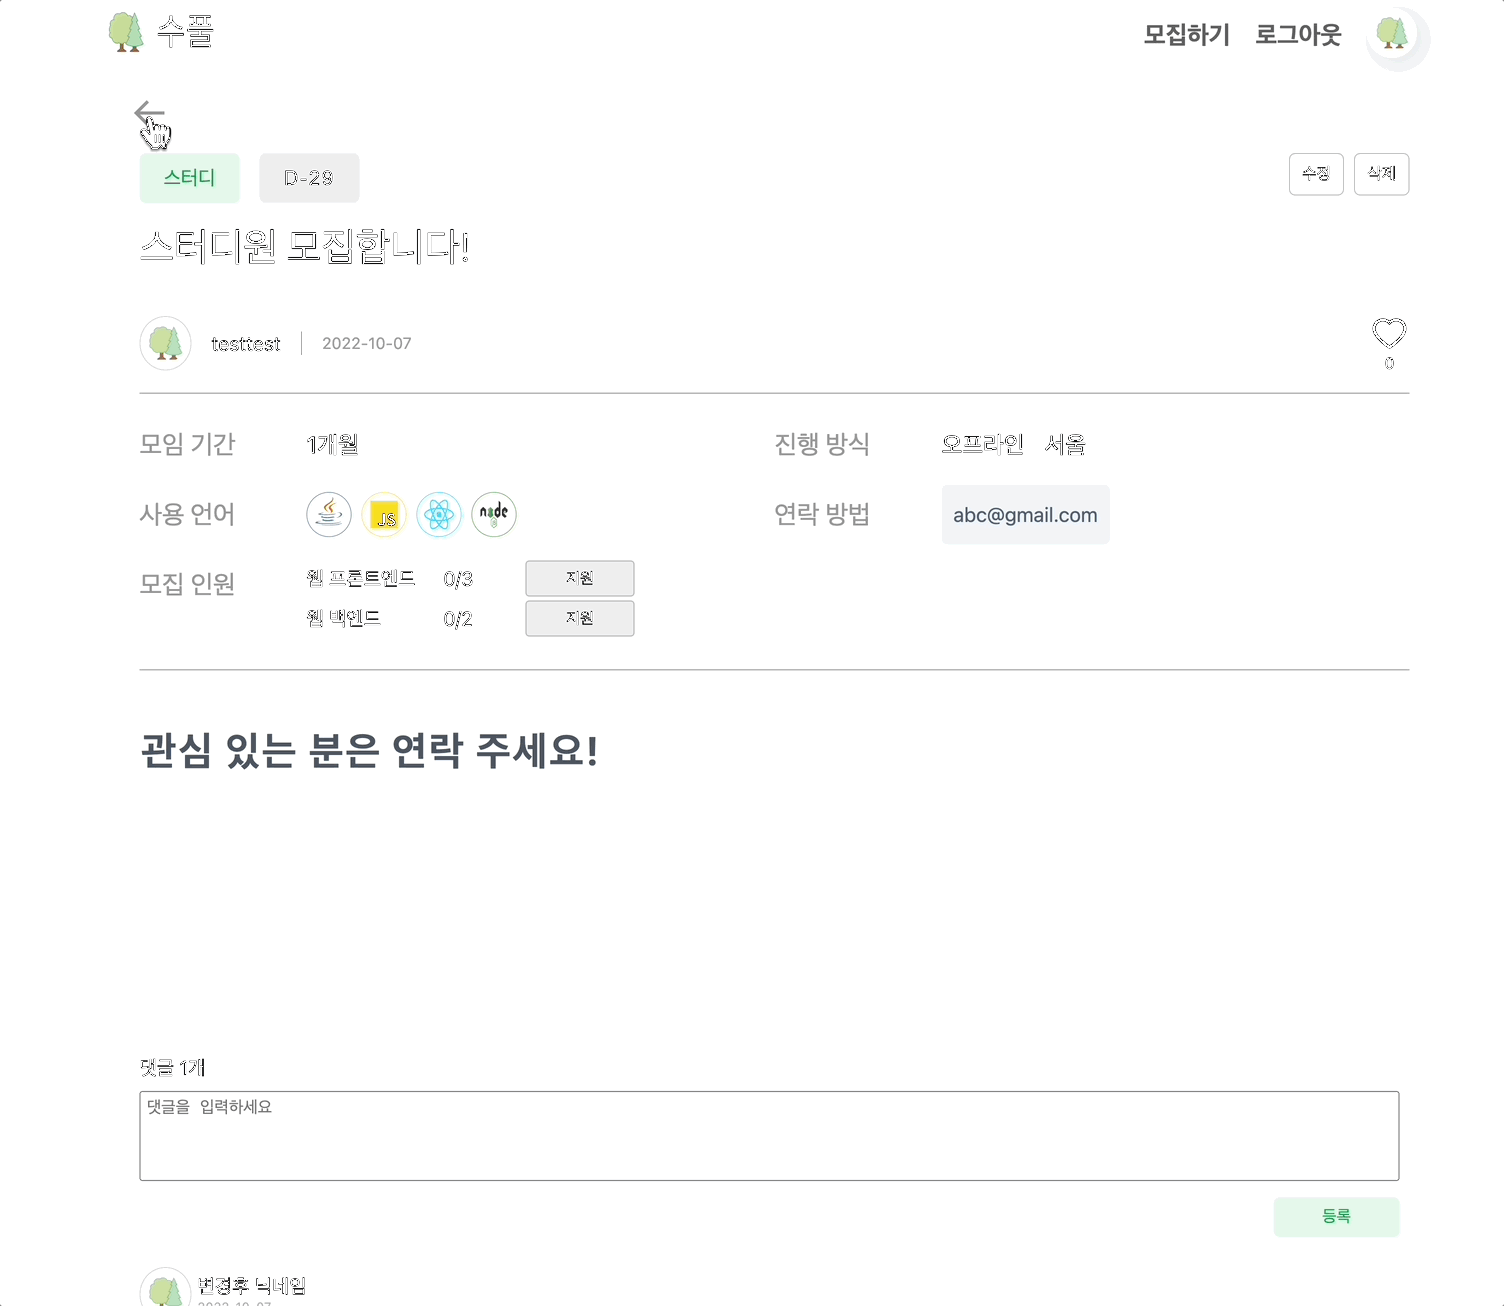 수풀
모집하기 로그아웃
스터디 D-29
수정 삭제
스터디원 모집합니다!
testtest 2022-10-07
0
모임 기간 1개월 진행 방식 오프라인 서울
사용 언어 JS node 연락 방법 abc@gmail.com
모집 인원 웹 프론트엔드 0/3 지원
웹 백엔드 0/2 지원
관심 있는 분은 연락 주세요!
댓글 1개
댓글을 입력하세요
등록
변경후 닉네임
2022-10-07